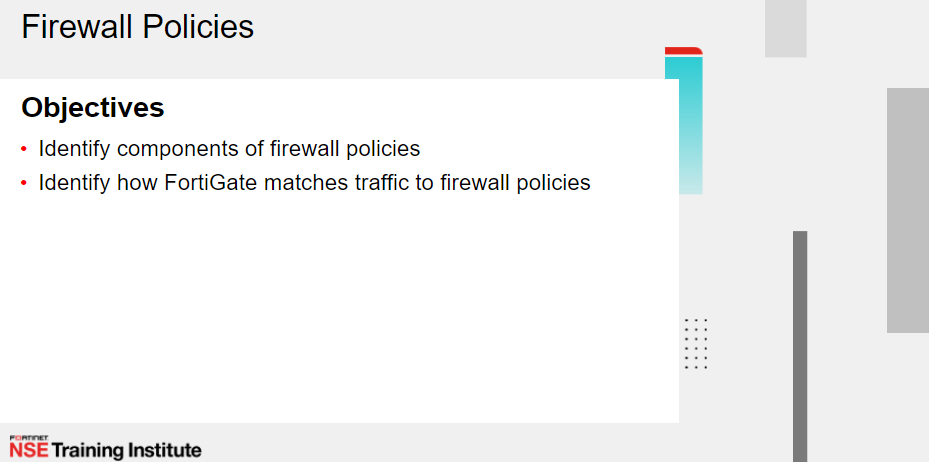 Firewall Policies
Objectives
• Identify components of firewall policies
• Identify how FortiGate matches traffic to firewall policies
FORTINET
NSE Training Institute